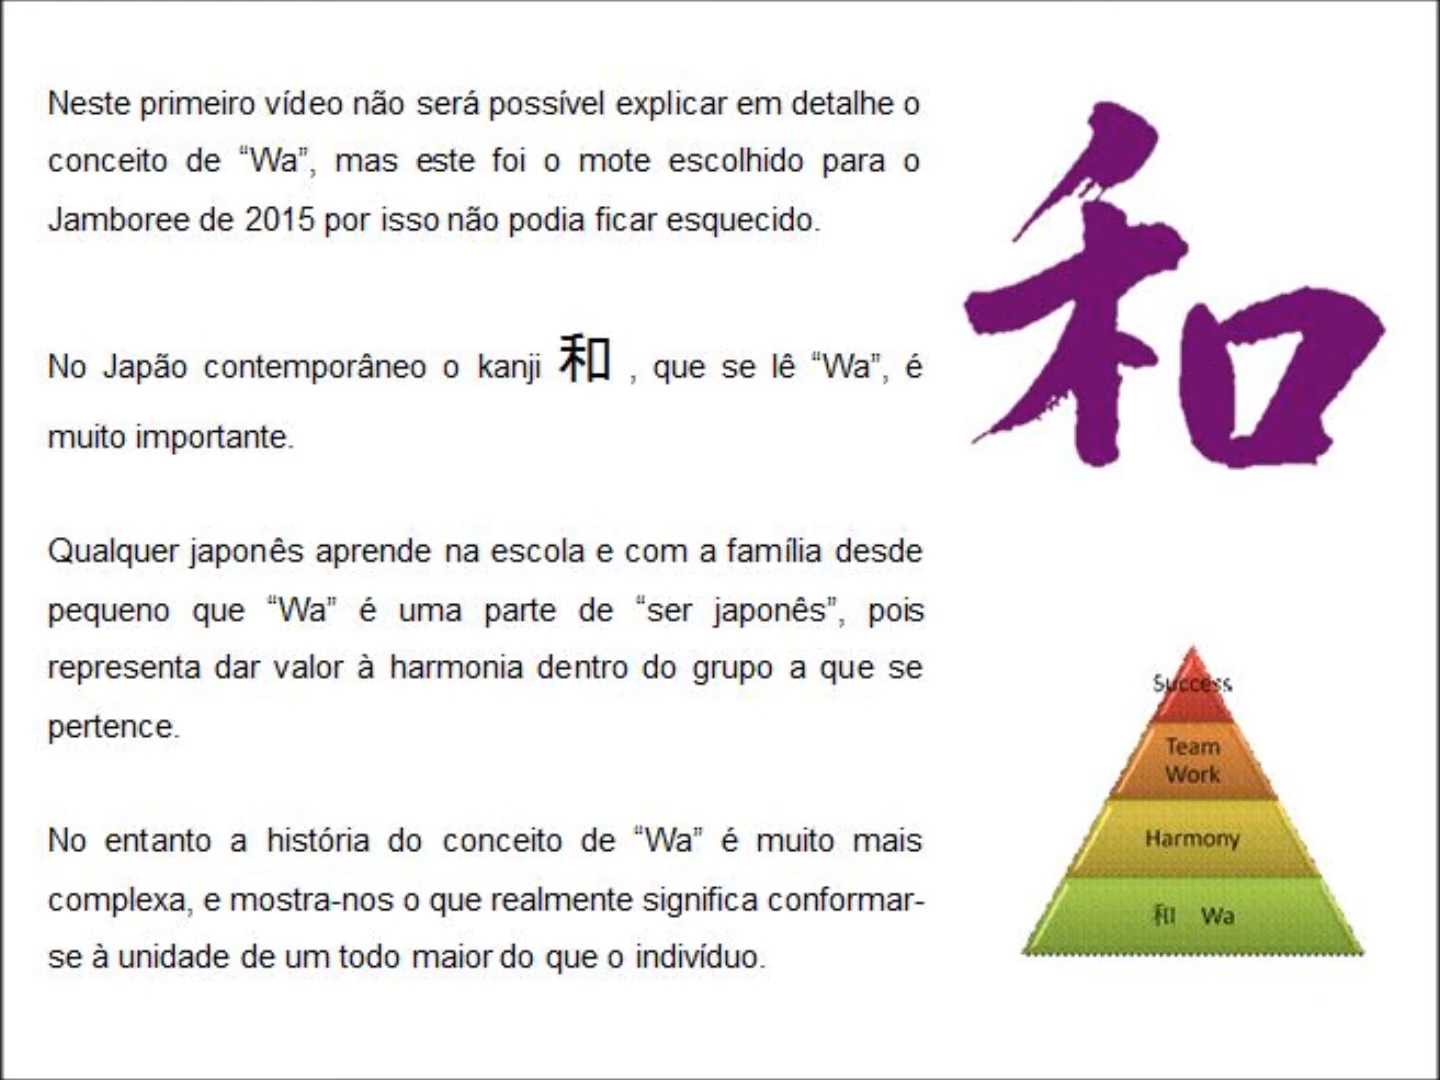 Neste primeiro vídeo não será possível explicar em detalhe o
conceito de “Wa”, mas este foi o mote escolhido para o
Jamboree de 2015 por isso não podia ficar esquecido.
No Japão contemporâneo o kanji 和 , que se lê “Wa”, é
muito importante.
Qualquer japonês aprende na escola e com a família desde
pequeno que “Wa” é uma parte de “ser japonês”, pois
representa dar valor à harmonia dentro do grupo a que se
pertence.
No entanto a história do conceito de “Wa” é muito mais
complexa, e mostra-nos o que realmente significa conformar-
se à unidade de um todo maior do que o indivíduo.
和
Success
Team
Work
Harmony
和 Wa